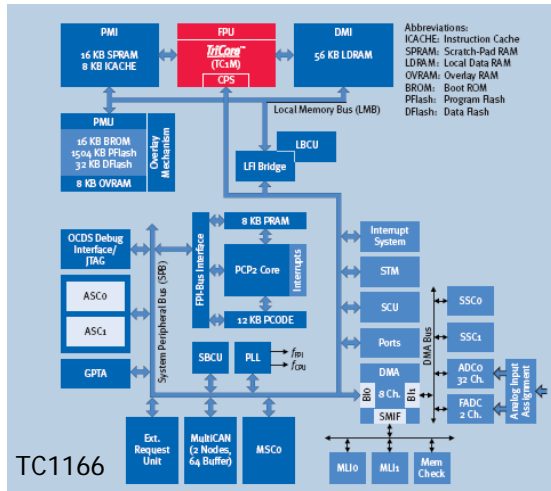 PMI
16 KB SPRAM
8 KB ICACHE
FPU
TriCore™
(TC1M)
CPS
DMI
56 KB LDRAM
Abbreviations:
ICACHE: Instruction Cache
SPRAM: Scratch-Pad RAM
LDRAM: Local Data RAM
OVRAM: Overlay RAM
BROM: Boot ROM
PFlash: Program Flash
DFlash: Data Flash
Local Memory Bus (LMB)
PMU
16 KB BROM
1504 KB PFlash
32 KB DFlash
8 KB OVRAM
Overlay
Mechanism
LBCU
LFI Bridge
OCDS Debug
Interface/
JTAG
ASC0
ASC1
GPTA
System Peripheral Bus (SPB)
FPI-Bus Interface
8 KB PRAM
PCP2 Core
Interrupts
12 KB PCODE
Interrupt
System
STM
SCU
Ports
DMA
8 Ch.
BI0
BI1
SMIF
DMA Bus
SSC0
SSC1
ADC0
32 Ch.
FADC
2 Ch.
Analog Input
Assignment
SBCU
PLL
fFPI
fCPU
Ext.
Request
Unit
MultiCAN
(2 Nodes,
64 Buffer)
MSC0
MLI0
MLI1
Mem
Check
TC1166